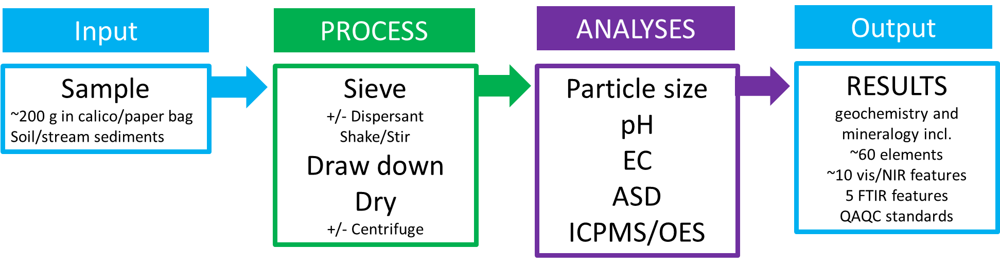 Input
Sample
~200 g in calico/paper bag
Soil/stream sediments
PROCESS
Sieve
+/- Dispersant
Shake/Stir
Draw down
Dry
+/- Centrifuge
ANALYSES
Particle size
pH
EC
ASD
ICPMS/OES
Output
RESULTS
geochemistry and
mineralogy incl.
~60 elements
~10 vis/NIR features
5 FTIR features
QAQC standards